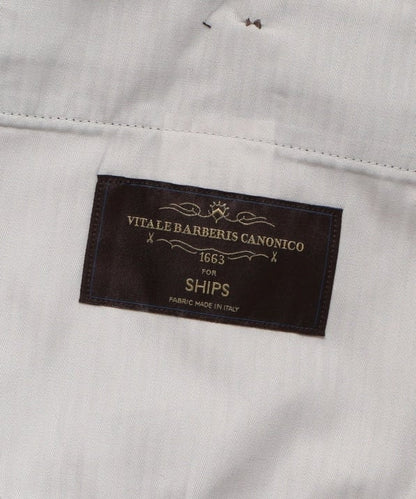 VITALE BARBERIS CANONICO
1663
FOR
SHIPS
FABRIC MADE IN ITALY